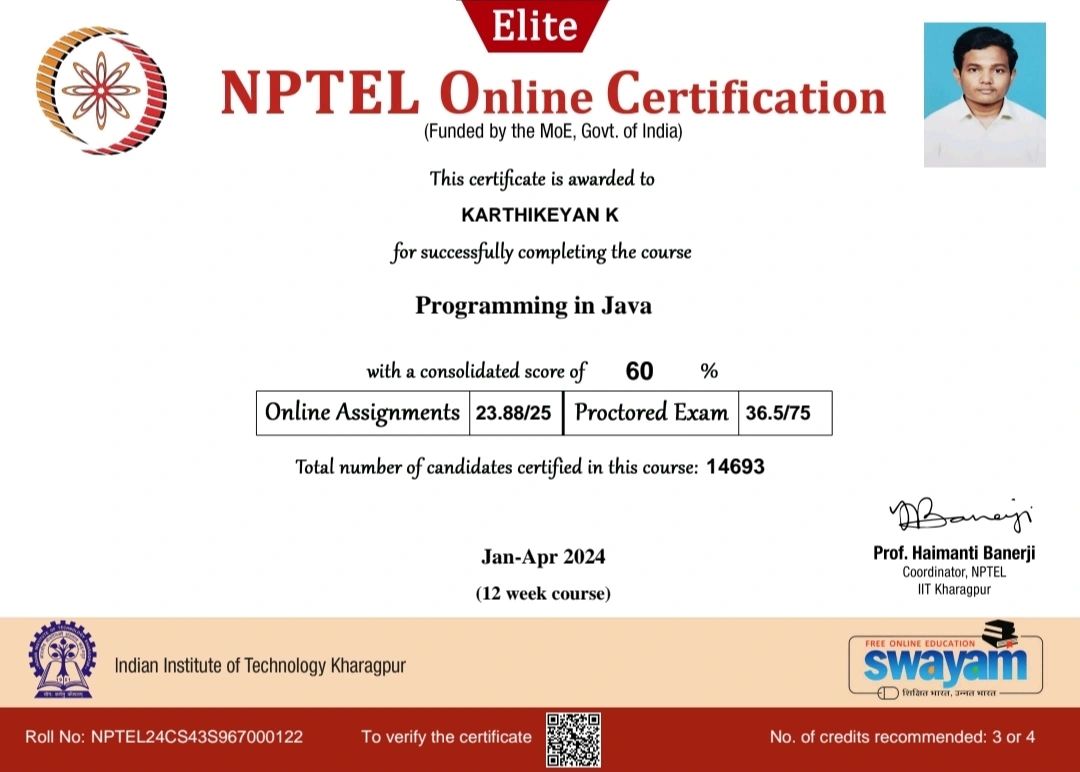 Elite
NPTEL Online Certification
(Funded by the MoE, Govt. of India)
This certificate is awarded to
KARTHIKEYAN K
for successfully completing the course
Programming in Java
with a consolidated score of 60 %
Online Assignments 23.88/25 Proctored Exam 36.5/75
Total number of candidates certified in this course: 14693
Banerji
Prof. Haimanti Banerji
Coordinator, NPTEL
IIT Kharagpur
Jan-Apr 2024
(12 week course)
Indian Institute of Technology Kharagpur
FREE ONLINE EDUCATION
swayam
शिक्षित भारत, उन्नत भारत
Roll No: NPTEL24CS43S967000122
To verify the certificate
No. of credits recommended: 3 or 4